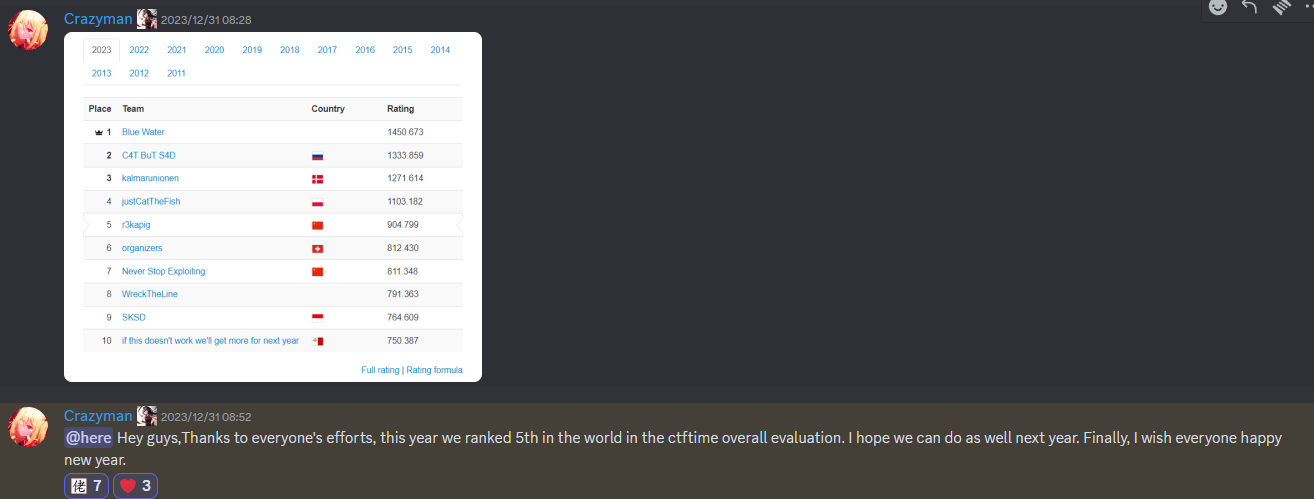 Crazyman 2023/12/31 08:28
2023 2022 2021 2020 2019 2018 2017 2016 2015 2014
2013 2012 2011
Place Team Country Rating
1 Blue Water 1450.673
2 C4T BuT S4D 1333.859
3 kalmarunionen 1271.614
4 justCatTheFish 1103.182
5 r3kapig 904.799
6 organizers 812.430
7 Never Stop Exploiting 811.348
8 WreckTheLine 791.363
9 SKSD 764.609
10 if this doesn't work we'll get more for next year 750.387
Full rating | Rating formula
Crazyman 2023/12/31 08:52
@here Hey guys,Thanks to everyone's efforts, this year we ranked 5th in the world in the ctftime overall evaluation. I hope we can do as well next year. Finally, I wish everyone happy
new year.
佬 7 3